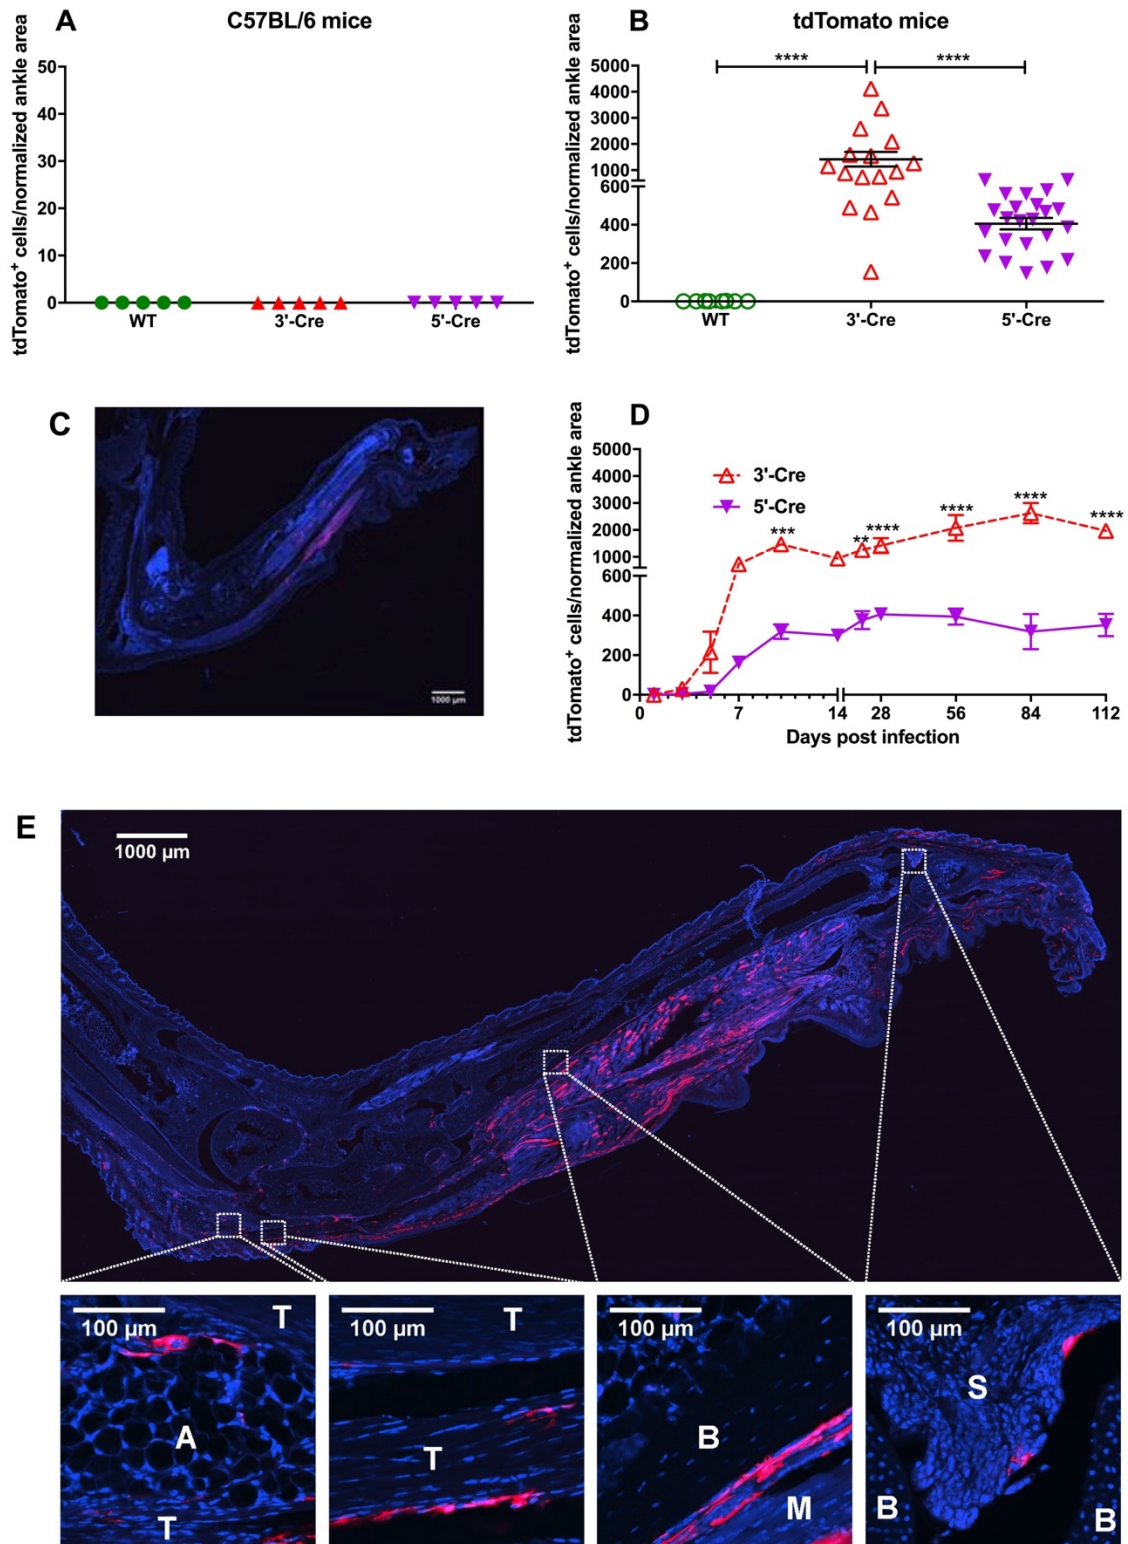 A
C57BL/6 mice
tdTomato⁺ cells/normalized ankle area
50
40
30
20
10
0
WT
3'-Cre
5'-Cre
B
tdTomato mice
tdTomato⁺ cells/normalized ankle area
****
****
5000
4000
3000
2000
1000
600
400
200
0
WT
3'-Cre
5'-Cre
C
1000 µm
D
tdTomato⁺ cells/normalized ankle area
5000
4000
3000
2000
1000
600
400
200
0
3'-Cre
5'-Cre
***
**
****
****
****
****
0
7
14
28
56
84
112
Days post infection
E
1000 µm
100 µm
T
A
T
100 µm
T
T
100 µm
B
M
100 µm
S
B
B